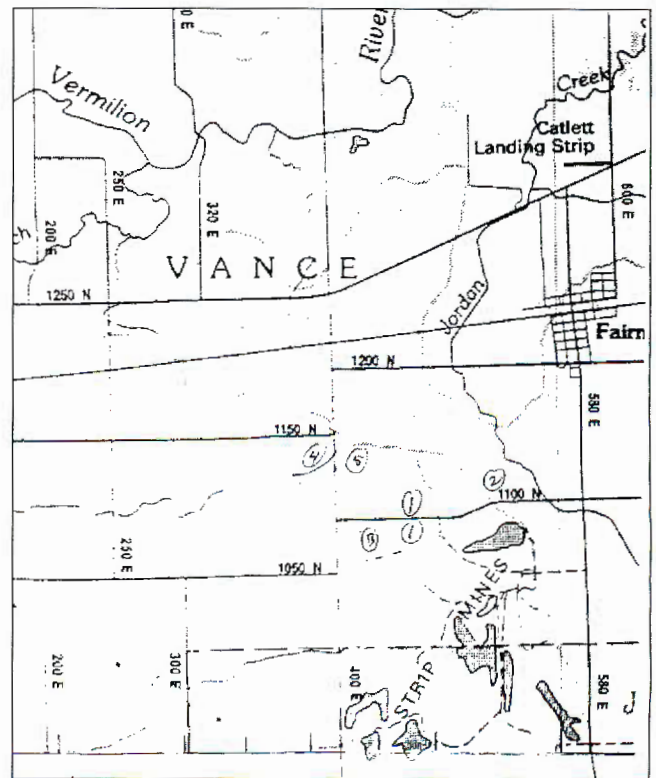 Vermilion
River
Creek
Catlett
Landing Strip
250 E
320 E
600 E
200 E
VANCE
1250 N
Jordan
Fairm
1200 N
580 E
1150 N
4
5
2
1
1100 N
3
1
250 E
1050 N
STRIP MINES
200 E
300 E
400 E
580 E
J